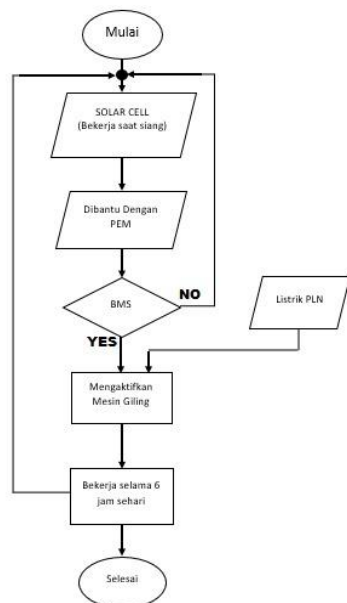 Mulai
SOLAR CELL
(Bekerja saat siang)
Dibantu Dengan
PEM
BMS
NO
Listrik PLN
YES
Mengaktifkan
Mesin Giling
Bekerja selama 6
jam sehari
Selesai